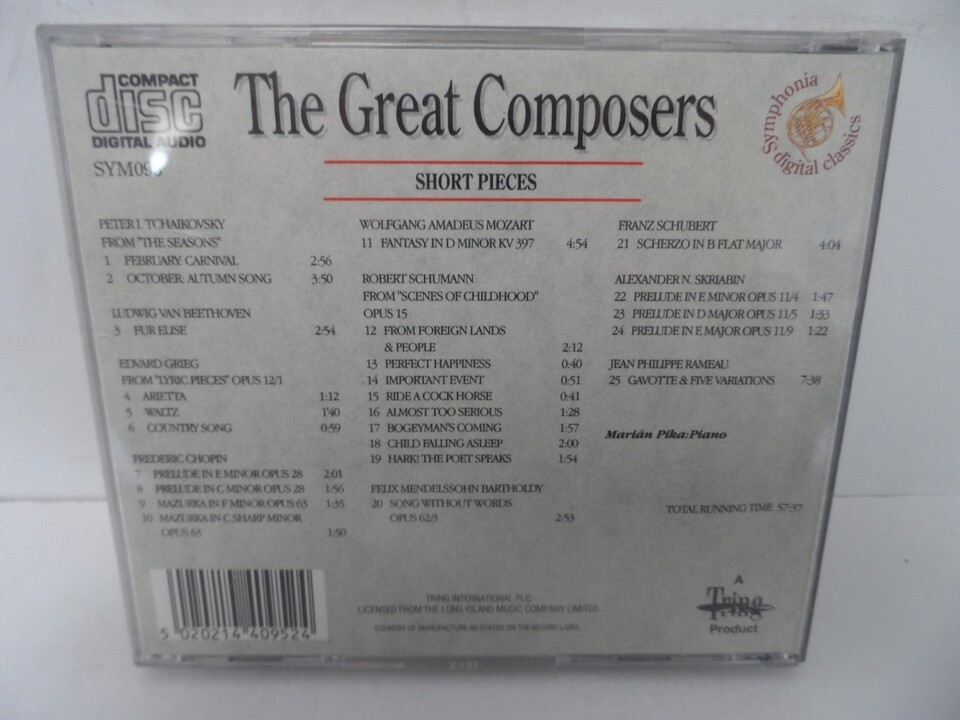 COMPACT
disc
DIGITAL AUDIO
The Great Composers
Symphonia
digital classics
SHORT PIECES
PETER I. TCHAIKOVSKY
FROM "THE SEASONS"
1 FEBRUARY: CARNIVAL 2:56
2 OCTOBER: AUTUMN SONG 3:50
LUDWIG VAN BEETHOVEN
3 FUR ELISE 2:54
EDVARD GRIEG
FROM "LYRIC PIECES" OPUS 12/1
4 ARIETTA 1:12
5 WALTZ 1'40
6 COUNTRY SONG 0:59
FREDERIC CHOPIN
7 PRELUDE IN E MINOR OPUS 28 2:01
8 PRELUDE IN C MINOR OPUS 28 1:56
9 MAZURKA IN F MINOR OPUS 63 1:35
10 MAZURKA IN C SHARP MINOR
OPUS 63 1:50
WOLFGANG AMADEUS MOZART
11 FANTASY IN D MINOR KV 397 4:54
ROBERT SCHUMANN
FROM "SCENES OF CHILDHOOD"
OPUS 15
12 FROM FOREIGN LANDS
& PEOPLE 2:12
13 PERFECT HAPPINESS 0:40
14 IMPORTANT EVENT 0:51
15 RIDE A COCK HORSE 0:41
16 ALMOST TOO SERIOUS 1:28
17 BOGEYMAN'S COMING 1:57
18 CHILD FALLING ASLEEP 2:00
19 HARK! THE POET SPEAKS 1:54
FELIX MENDELSSOHN BARTHOLDY
20 SONG WITHOUT WORDS
OPUS 62/3 2:53
FRANZ SCHUBERT
21 SCHERZO IN B FLAT MAJOR 4:04
ALEXANDER N. SKRIABIN
22 PRELUDE IN E MINOR OPUS 11/4 1:47
23 PRELUDE IN D MAJOR OPUS 11/5 1:33
24 PRELUDE IN E MAJOR OPUS 11/9 1:22
JEAN PHILIPPE RAMEAU
25 GAVOTTE & FIVE VARIATIONS 7:38
Marián Pika:Piano
TOTAL RUNNING TIME 57:37
5 020214 409524
TRING INTERNATIONAL PLC
LICENSED FROM THE LONG ISLAND MUSIC COMPANY LIMITED
COUNTRY OF MANUFACTURE AS STATED ON THE RECORD LABEL
A
Tring
Product